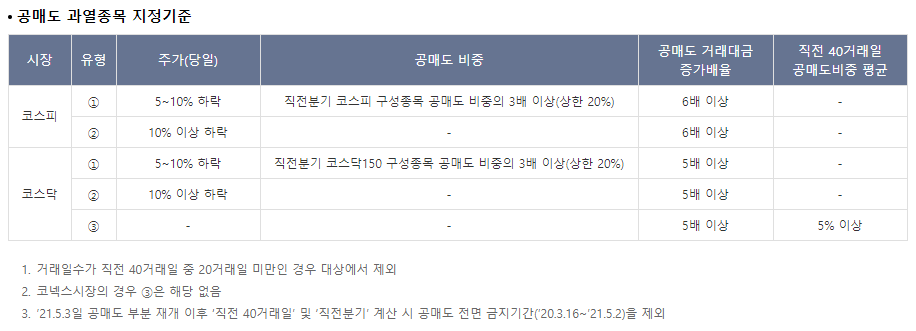 • 공매도 과열종목 지정기준
시장 유형 주가(당일) 공매도 비중 공매도 거래대금 증가배율 직전 40거래일 공매도비중 평균
코스피 ① 5~10% 하락 직전분기 코스피 구성종목 공매도 비중의 3배 이상(상한 20%) 6배 이상 -
② 10% 이상 하락 - 6배 이상 -
코스닥 ① 5~10% 하락 직전분기 코스닥150 구성종목 공매도 비중의 3배 이상(상한 20%) 5배 이상 -
② 10% 이상 하락 - 5배 이상 -
③ - - 5배 이상 5% 이상
1. 거래일수가 직전 40거래일 중 20거래일 미만인 경우 대상에서 제외
2. 코넥스시장의 경우 ③은 해당 없음
3. ‘21.5.3일 공매도 부분 재개 이후 ‘직전 40거래일’ 및 ‘직전분기’ 계산 시 공매도 전면 금지기간(‘20.3.16~’21.5.2)을 제외